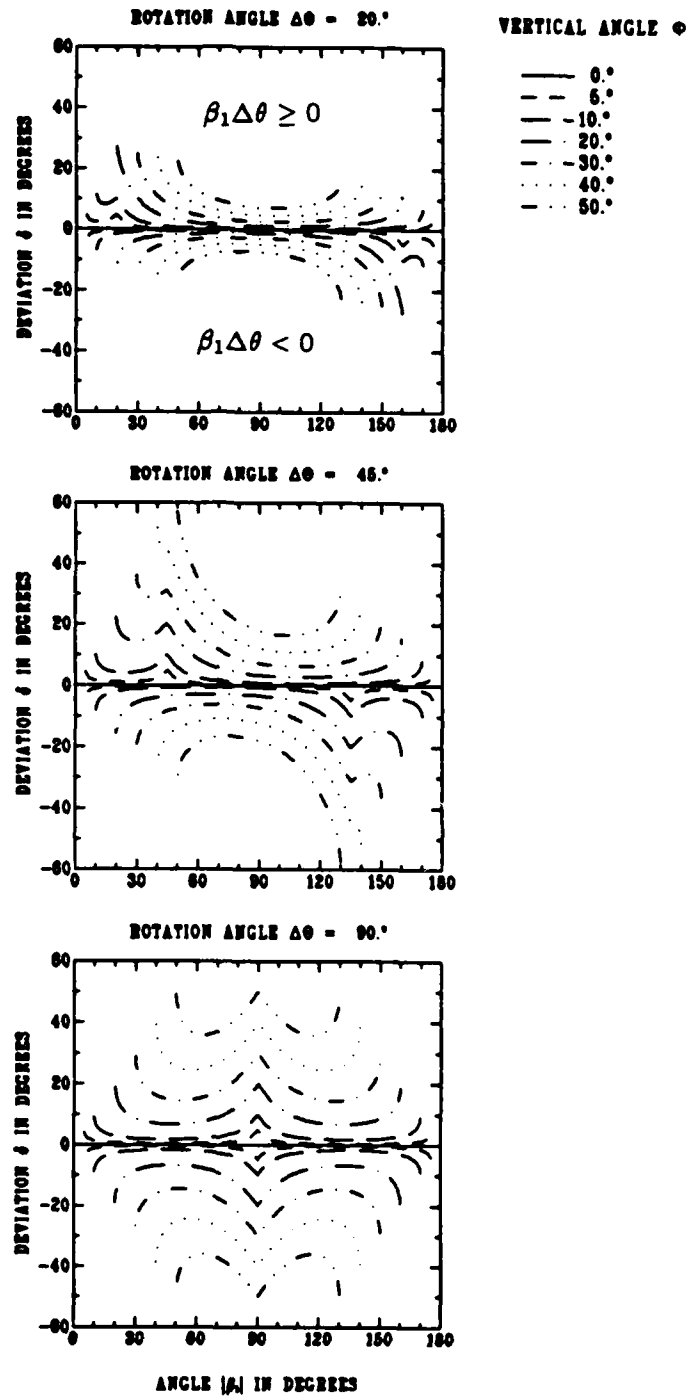 ROTATION ANGLE ΔΘ = 20.°
VERTICAL ANGLE Φ
0.°
5.°
10.°
20.°
30.°
40.°
50.°
60
40
20
0
-20
-40
-60
DEVIATION δ IN DEGREES
β₁Δθ ≥ 0
β₁Δθ < 0
0 30 60 90 120 150 180
ROTATION ANGLE ΔΘ = 45.°
60
40
20
0
-20
-40
-60
DEVIATION δ IN DEGREES
0 30 60 90 120 150 180
ROTATION ANGLE ΔΘ = 90.°
60
40
20
0
-20
-40
-60
DEVIATION δ IN DEGREES
0 30 60 90 120 150 180
ANGLE |β₁| IN DEGREES